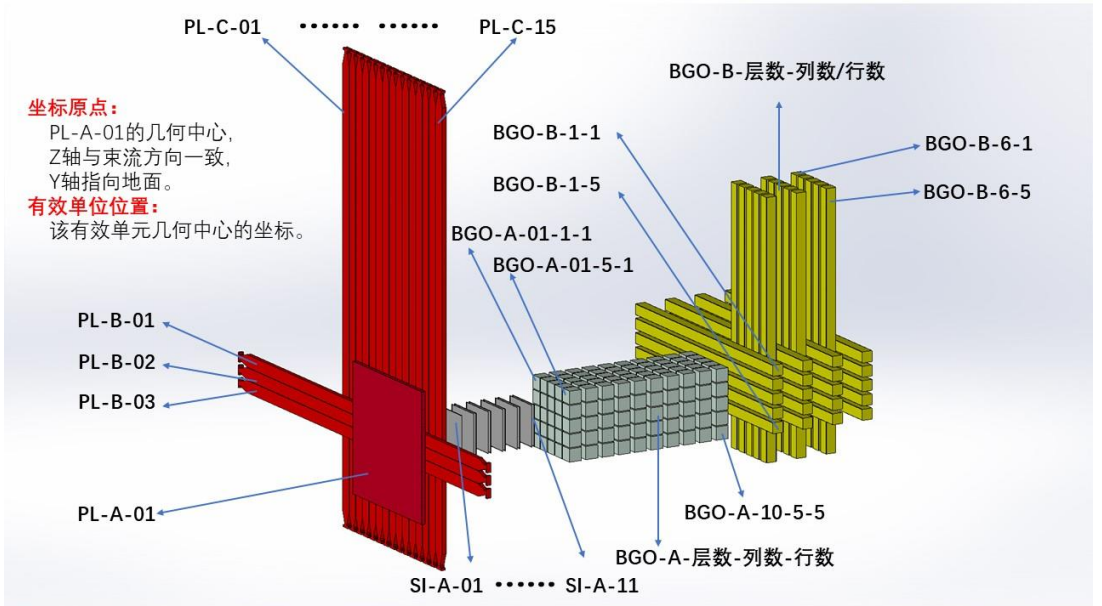 PL-C-01 •••••• •••••• PL-C-15
BGO-B-层数-列数/行数
坐标原点:
PL-A-01的几何中心,
Z轴与束流方向一致,
Y轴指向地面。
有效单位位置:
该有效单元几何中心的坐标。
BGO-B-1-1
BGO-B-1-5
BGO-B-6-1
BGO-B-6-5
BGO-A-01-1-1
BGO-A-01-5-1
PL-B-01
PL-B-02
PL-B-03
PL-A-01
BGO-A-10-5-5
BGO-A-层数-列数-行数
SI-A-01 •••••• SI-A-11